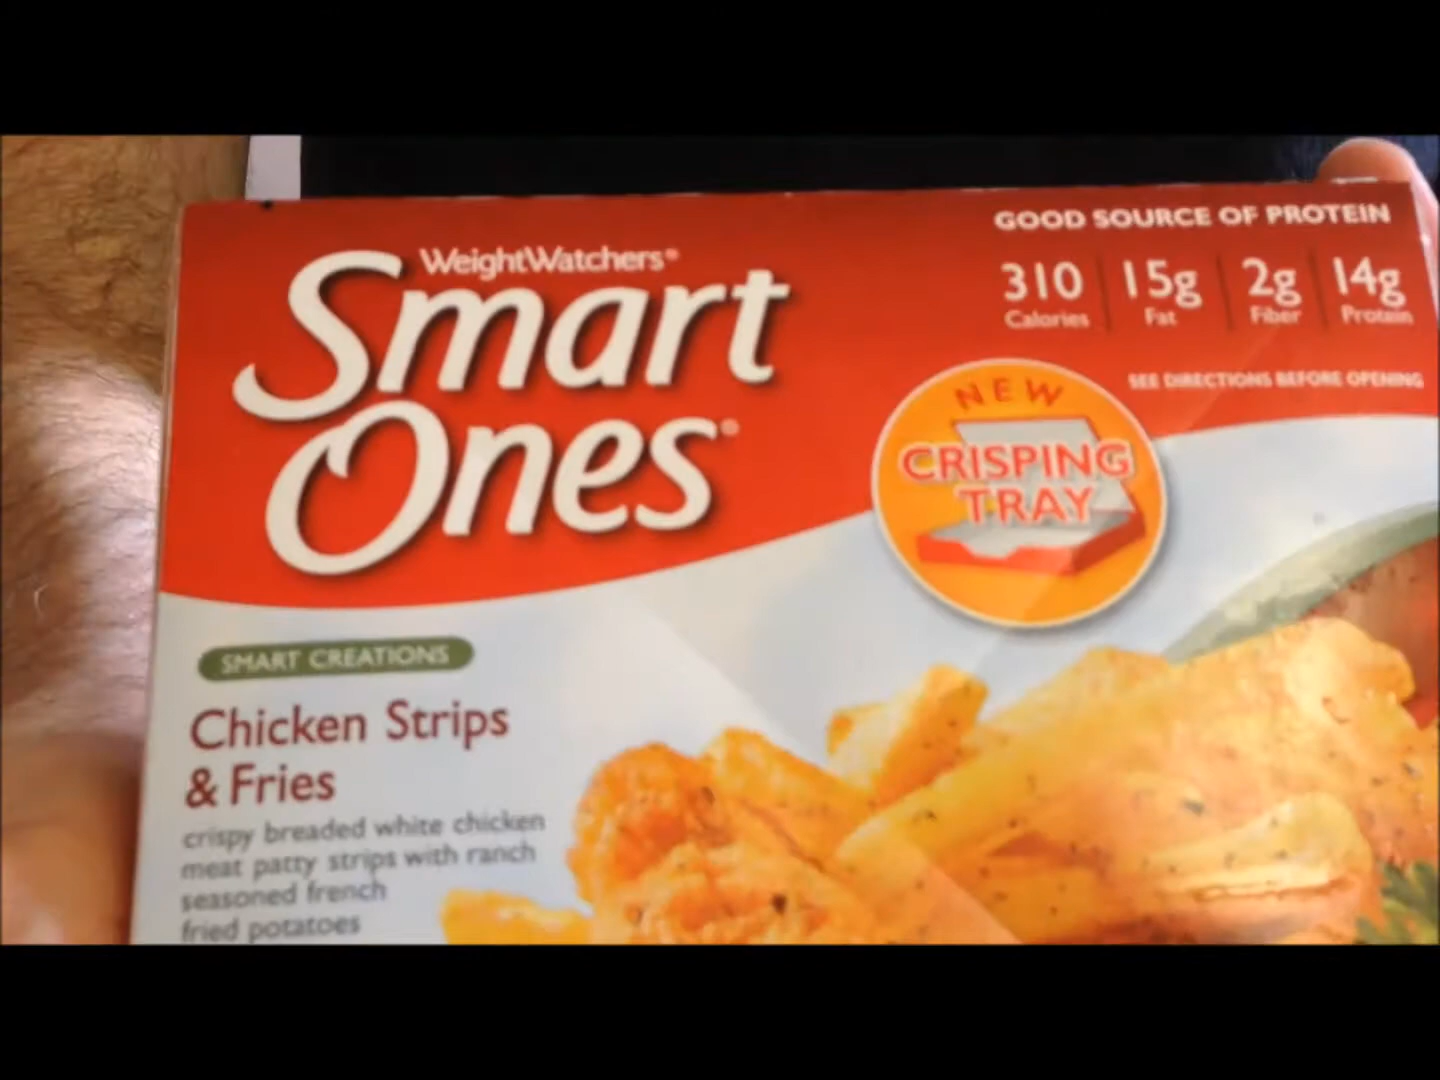 WeightWatchers®
Smart
Ones®
GOOD SOURCE OF PROTEIN
310 15g 2g 14g
Calories Fat Fiber Protein
SEE DIRECTIONS BEFORE OPENING
NEW
CRISPING
TRAY
SMART CREATIONS
Chicken Strips
& Fries
crispy breaded white chicken
meat patty strips with ranch
seasoned french
fried potatoes